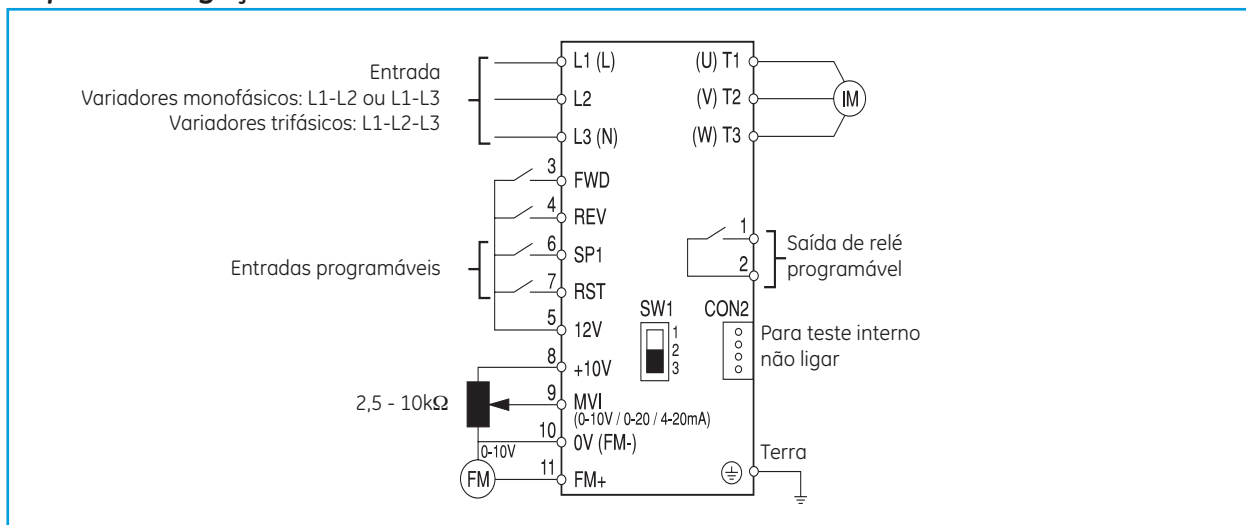 Entrada
Variadores monofásicos: L1-L2 ou L1-L3
Variadores trifásicos: L1-L2-L3
L1 (L)
L2
L3 (N)
(U) T1
(V) T2
(W) T3
IM
3 FWD
4 REV
6 SP1
7 RST
5 12V
Entradas programáveis
1
2
Saída de relé
programável
SW1
1
2
3
CON2
Para teste interno
não ligar
8 +10V
2,5 - 10kΩ
9 MVI
(0-10V / 0-20 / 4-20mA)
10 0V (FM-)
0-10V
FM
11 FM+
Terra